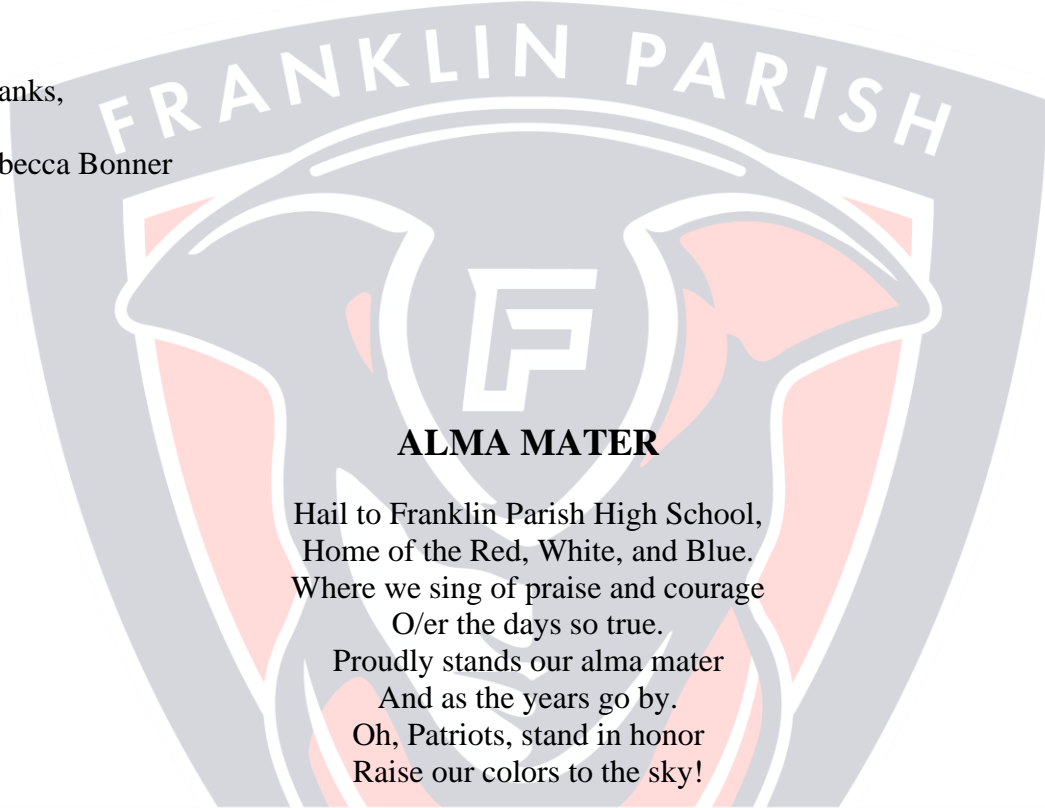 FRANKLIN PARISH
anks,
becca Bonner
F
ALMA MATER
Hail to Franklin Parish High School,
Home of the Red, White, and Blue.
Where we sing of praise and courage
O/er the days so true.
Proudly stands our alma mater
And as the years go by.
Oh, Patriots, stand in honor
Raise our colors to the sky!